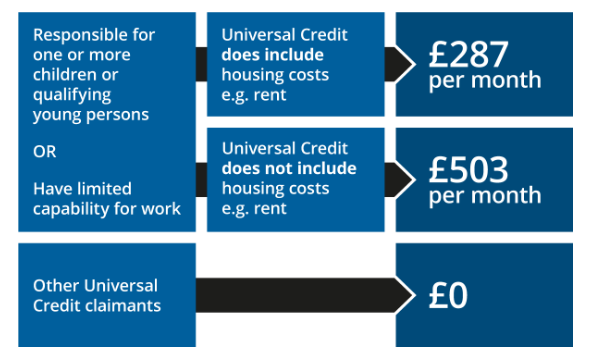 Responsible for
one or more
children or
qualifying
young persons
OR
Have limited
capability for work
Universal Credit
does include
housing costs
e.g. rent
£287
per month
Universal Credit
does not include
housing costs
e.g. rent
£503
per month
Other Universal
Credit claimants
£0